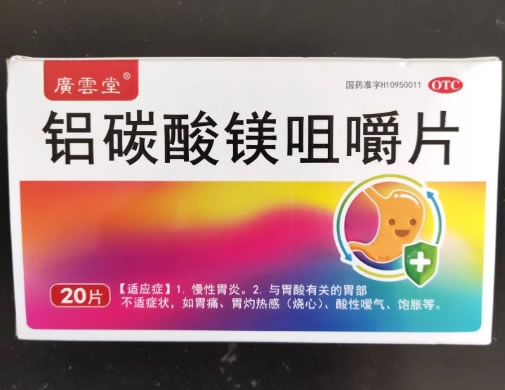 廣雲堂®
国药准字H10950011 OTC
铝碳酸镁咀嚼片
20片
【适应症】1. 慢性胃炎。2. 与胃酸有关的胃部
不适症状，如胃痛、胃灼热感（烧心）、酸性嗳气、饱胀等。